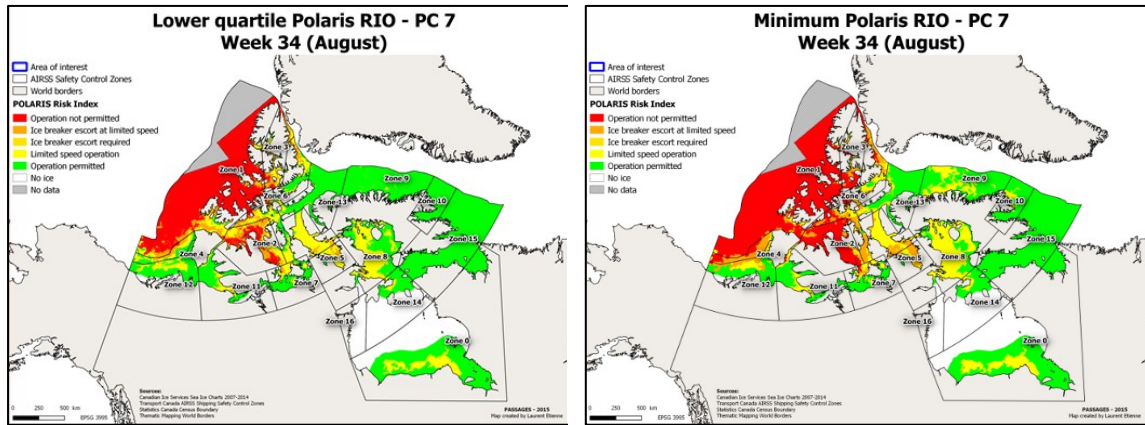 Lower quartile Polaris RIO - PC 7
Week 34 (August)
Area of interest
AIRSS Safety Control Zones
World borders
POLARIS Risk Index
Operation not permitted
Ice breaker escort at limited speed
Ice breaker escort required
Limited speed operation
Operation permitted
No ice
No data
Zone 3
Zone 1
Zone 9
Zone 6
Zone 13
Zone 10
Zone 2
Zone 15
Zone 4
Zone 5
Zone 8
Zone 12
Zone 11
Zone 7
Zone 14
Zone 16
Zone 0
Sources:
Canadian Ice Services Sea Ice Charts 2007-2014
Transport Canada AIRSS Shipping Safety Control Zones
Statistics Canada Census Boundary
Thematic Mapping World Borders
0 250 500 km
EPSG 3995
PASSAGES - 2015
Map created by Laurent Etienne
Minimum Polaris RIO - PC 7
Week 34 (August)
Area of interest
AIRSS Safety Control Zones
World borders
POLARIS Risk Index
Operation not permitted
Ice breaker escort at limited speed
Ice breaker escort required
Limited speed operation
Operation permitted
No ice
No data
Zone 3
Zone 1
Zone 9
Zone 6
Zone 13
Zone 10
Zone 2
Zone 15
Zone 4
Zone 5
Zone 8
Zone 12
Zone 11
Zone 7
Zone 14
Zone 16
Zone 0
Sources:
Canadian Ice Services Sea Ice Charts 2007-2014
Transport Canada AIRSS Shipping Safety Control Zones
Statistics Canada Census Boundary
Thematic Mapping World Borders
0 250 500 km
EPSG 3995
PASSAGES - 2015
Map created by Laurent Etienne